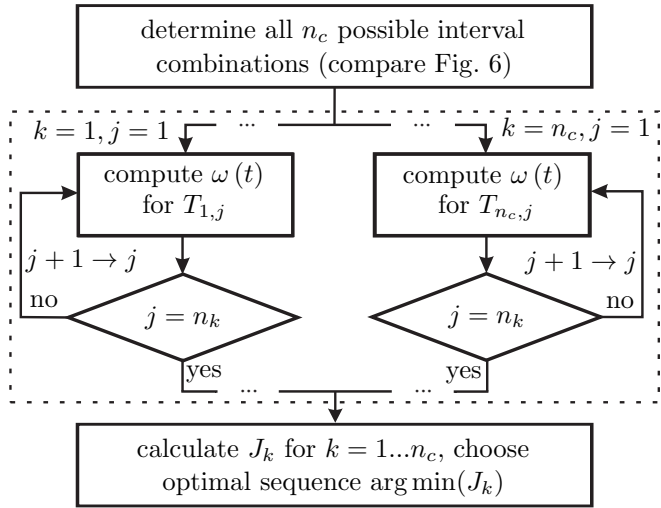 determine all n_c possible interval
combinations (compare Fig. 6)
k = 1, j = 1 ... ... k = n_c, j = 1
compute ω (t)
for T_{1,j}
compute ω (t)
for T_{n_c,j}
j + 1 → j
j + 1 → j
no
j = n_k
j = n_k
no
yes ... ... yes
calculate J_k for k = 1...n_c, choose
optimal sequence arg min(J_k)